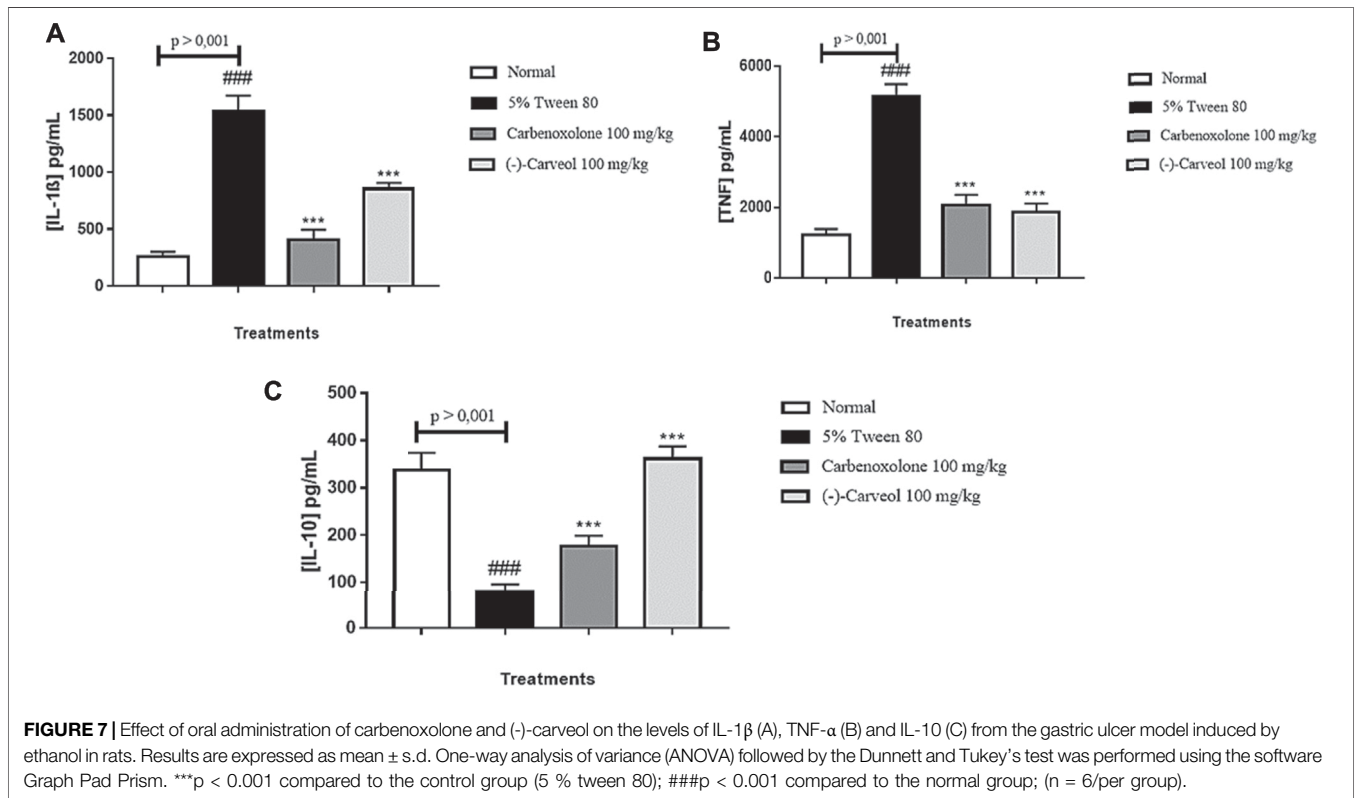 A
p > 0,001
2000
1500
1000
500
0
###
***
***
[IL-1ß] pg/mL
Treatments
Normal
5% Tween 80
Carbenoxolone 100 mg/kg
(-)-Carveol 100 mg/kg
B
p > 0,001
6000
4000
2000
0
###
***
***
[TNF] pg/mL
Treatments
Normal
5% Tween 80
Carbenoxolone 100 mg/kg
(-)-Carveol 100 mg/kg
C
p > 0,001
500
400
300
200
100
0
###
***
***
[IL-10] pg/mL
Treatments
Normal
5% Tween 80
Carbenoxolone 100 mg/kg
(-)-Carveol 100 mg/kg
FIGURE 7 | Effect of oral administration of carbenoxolone and (-)-carveol on the levels of IL-1β (A), TNF-α (B) and IL-10 (C) from the gastric ulcer model induced by
ethanol in rats. Results are expressed as mean ± s.d. One-way analysis of variance (ANOVA) followed by the Dunnett and Tukey's test was performed using the software
Graph Pad Prism. ***p < 0.001 compared to the control group (5 % tween 80); ###p < 0.001 compared to the normal group; (n = 6/per group).